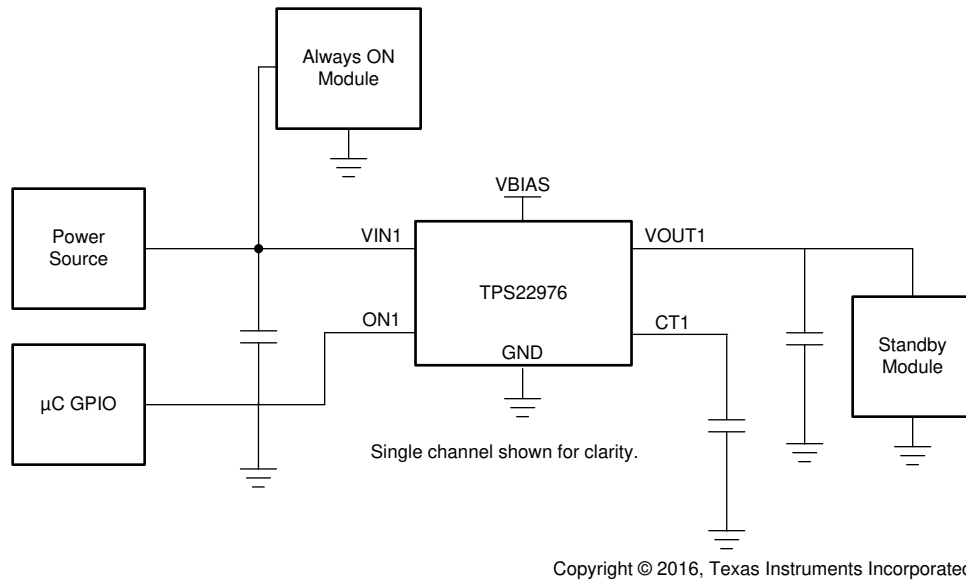 Always ON
Module
Power
Source
VBIAS
VIN1
VOUT1
TPS22976
ON1
CT1
GND
µC GPIO
Standby
Module
Single channel shown for clarity.
Copyright © 2016, Texas Instruments Incorporated